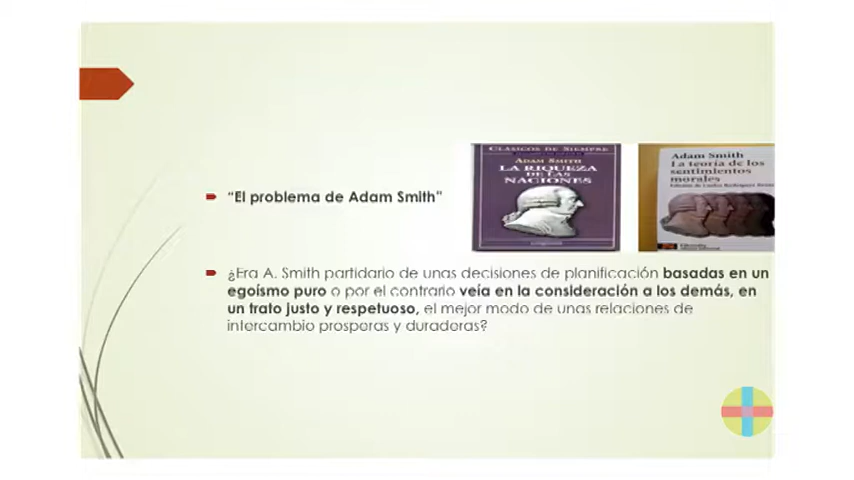 CLÁSICOS DE SIEMPRE
ADAM SMITH
LA RIQUEZA
DE LAS
NACIONES
Adam Smith
La teoría de los
sentimientos
morales
“El problema de Adam Smith”
¿Era A. Smith partidario de unas decisiones de planificación basadas en un
egoísmo puro o por el contrario veía en la consideración a los demás, en
un trato justo y respetuoso, el mejor modo de unas relaciones de
intercambio prosperas y duraderas?